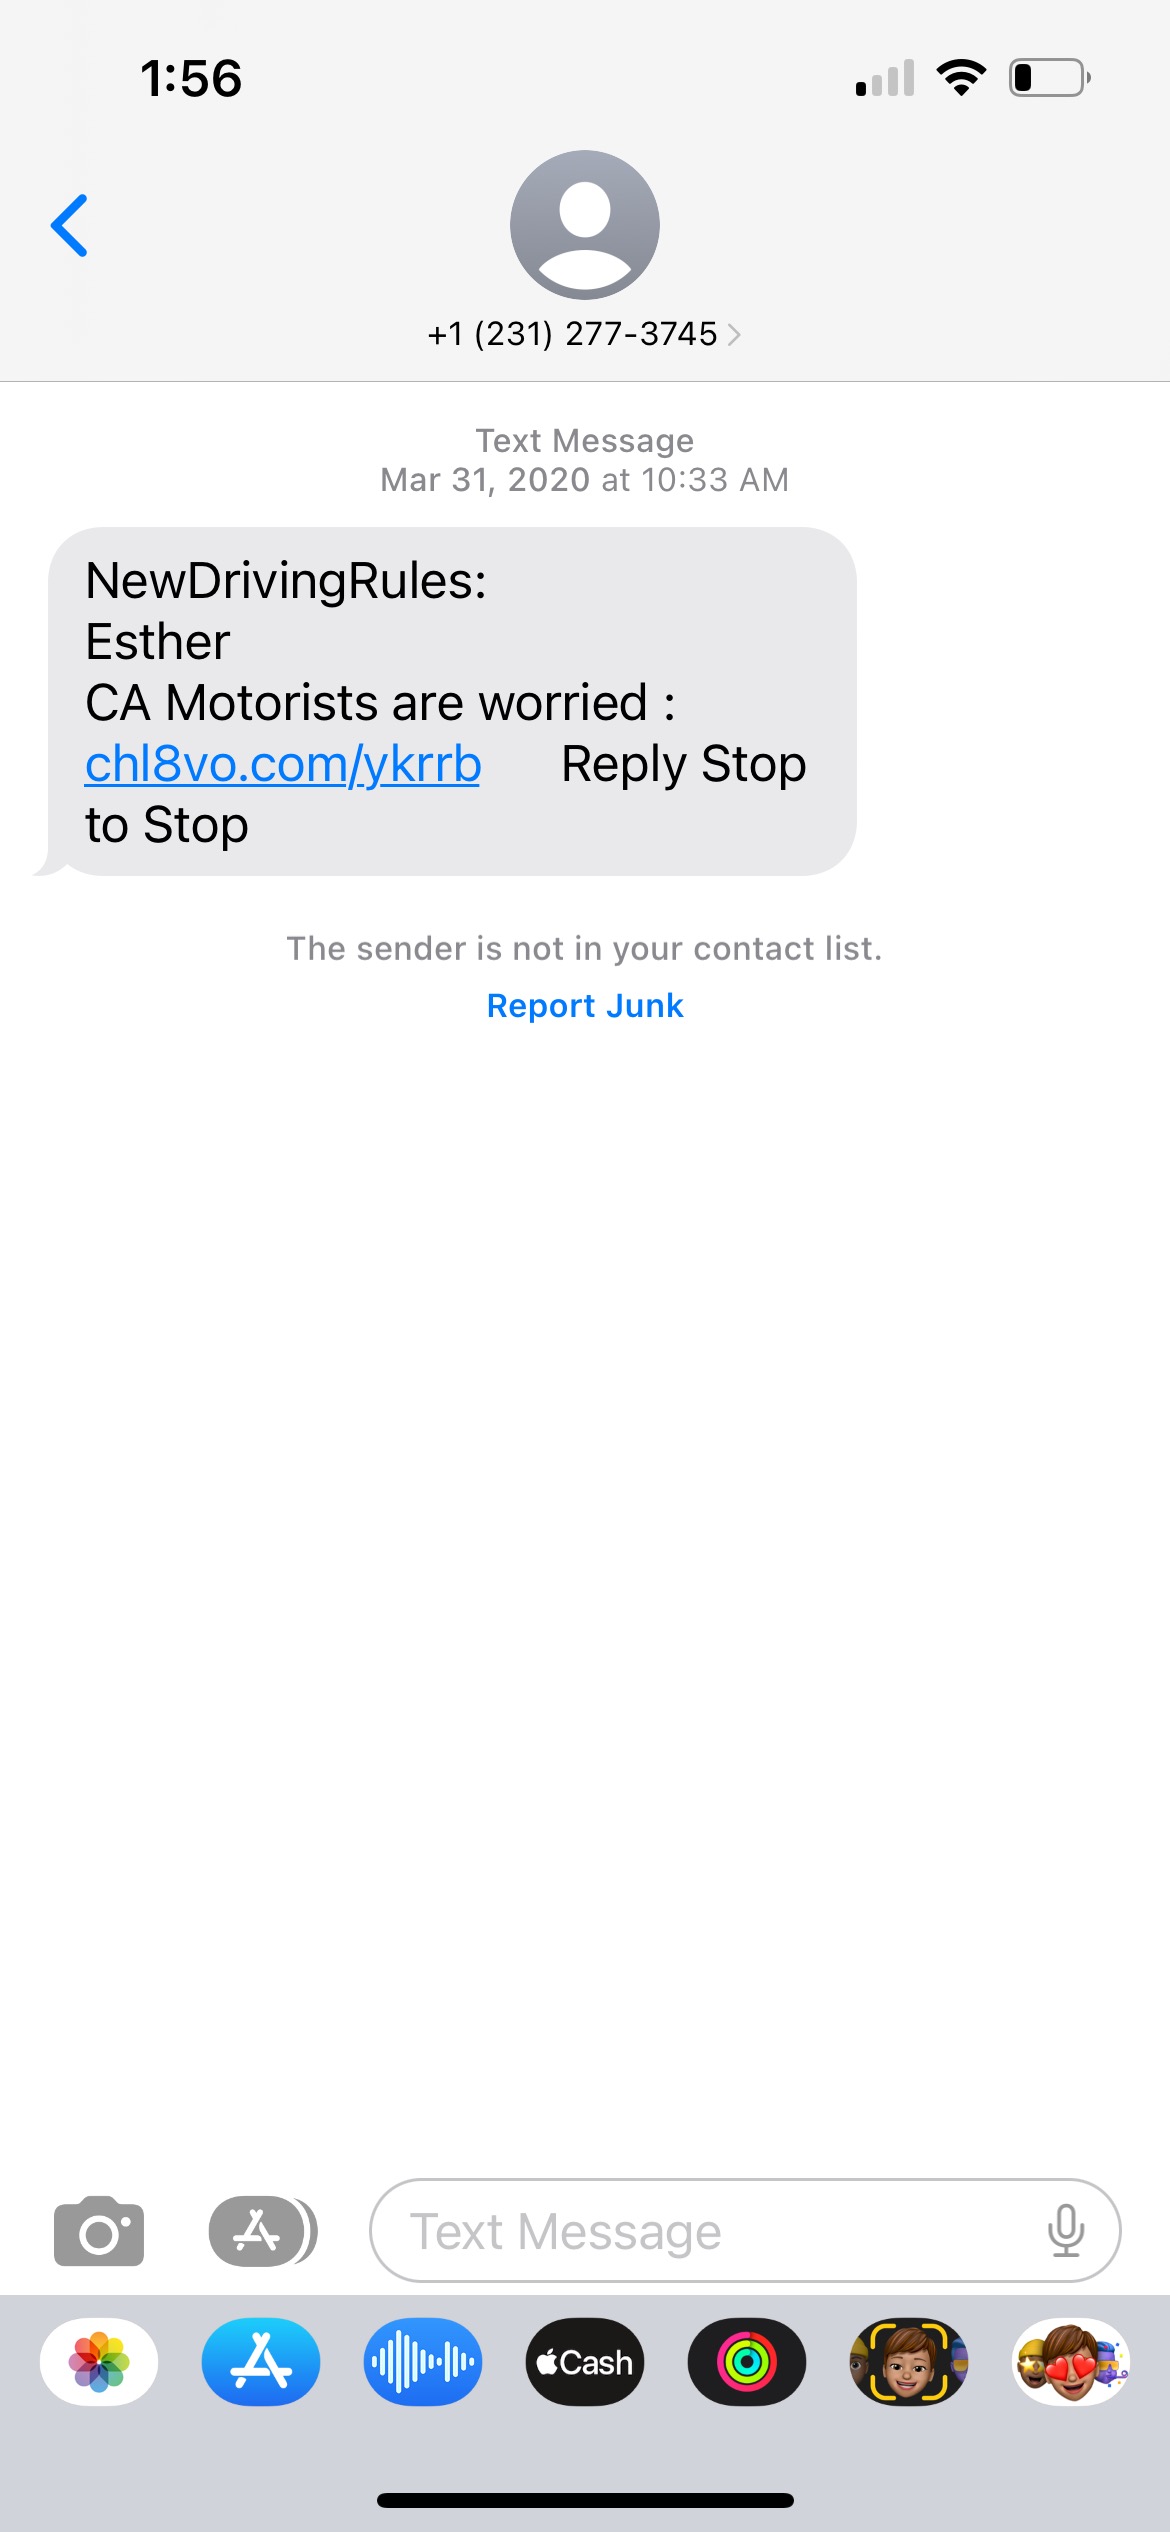 1:56
+1 (231) 277-3745
Text Message
Mar 31, 2020 at 10:33 AM
NewDrivingRules:
Esther
CA Motorists are worried :
chl8vo.com/ykrrb Reply Stop
to Stop
The sender is not in your contact list.
Report Junk
Text Message
Cash